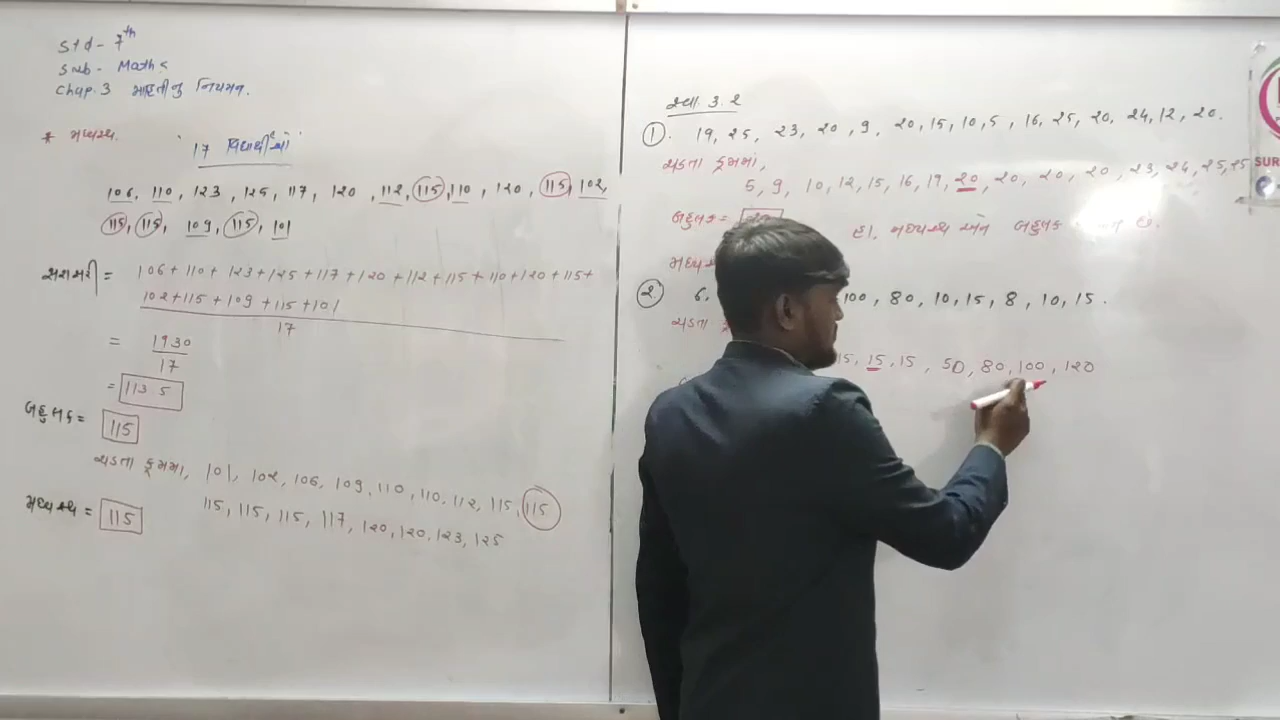 Std - 7th
Sub - Maths
Chap. 3 માહિતીનું નિયમન.
* મધ્યસ્થ.
17 વિદ્યાર્થીઓ
106, 110, 123, 125, 117, 120, 112, 115, 110, 120, 115, 102,
115, 115, 109, 115, 101
સરાસરી = 106 + 110 + 123 + 125 + 117 + 120 + 112 + 115 + 110 + 120 + 115 +
102 + 115 + 109 + 115 + 101
17
= 1930
17
= 113.5
બહુલક = 115
ચડતા ક્રમમા, 101, 102, 106, 109, 110, 110, 112, 115, 115
મધ્યસ્થ = 115
115, 115, 115, 117, 120, 120, 123, 125
સ્વા. 3.2
1. 19, 25, 23, 20, 9, 20, 15, 10, 5, 16, 25, 20, 24, 12, 20.
ચડતા ક્રમમા,
5, 9, 10, 12, 15, 16, 19, 20, 20, 20, 20, 23, 24, 25, 25
બહુલક =
હા. મધ્યસ્થ અને બહુલક છે.
2. 6, 100, 80, 10, 15, 8, 10, 15.
ચડતા
15, 15, 15, 50, 80, 100, 120
SUR